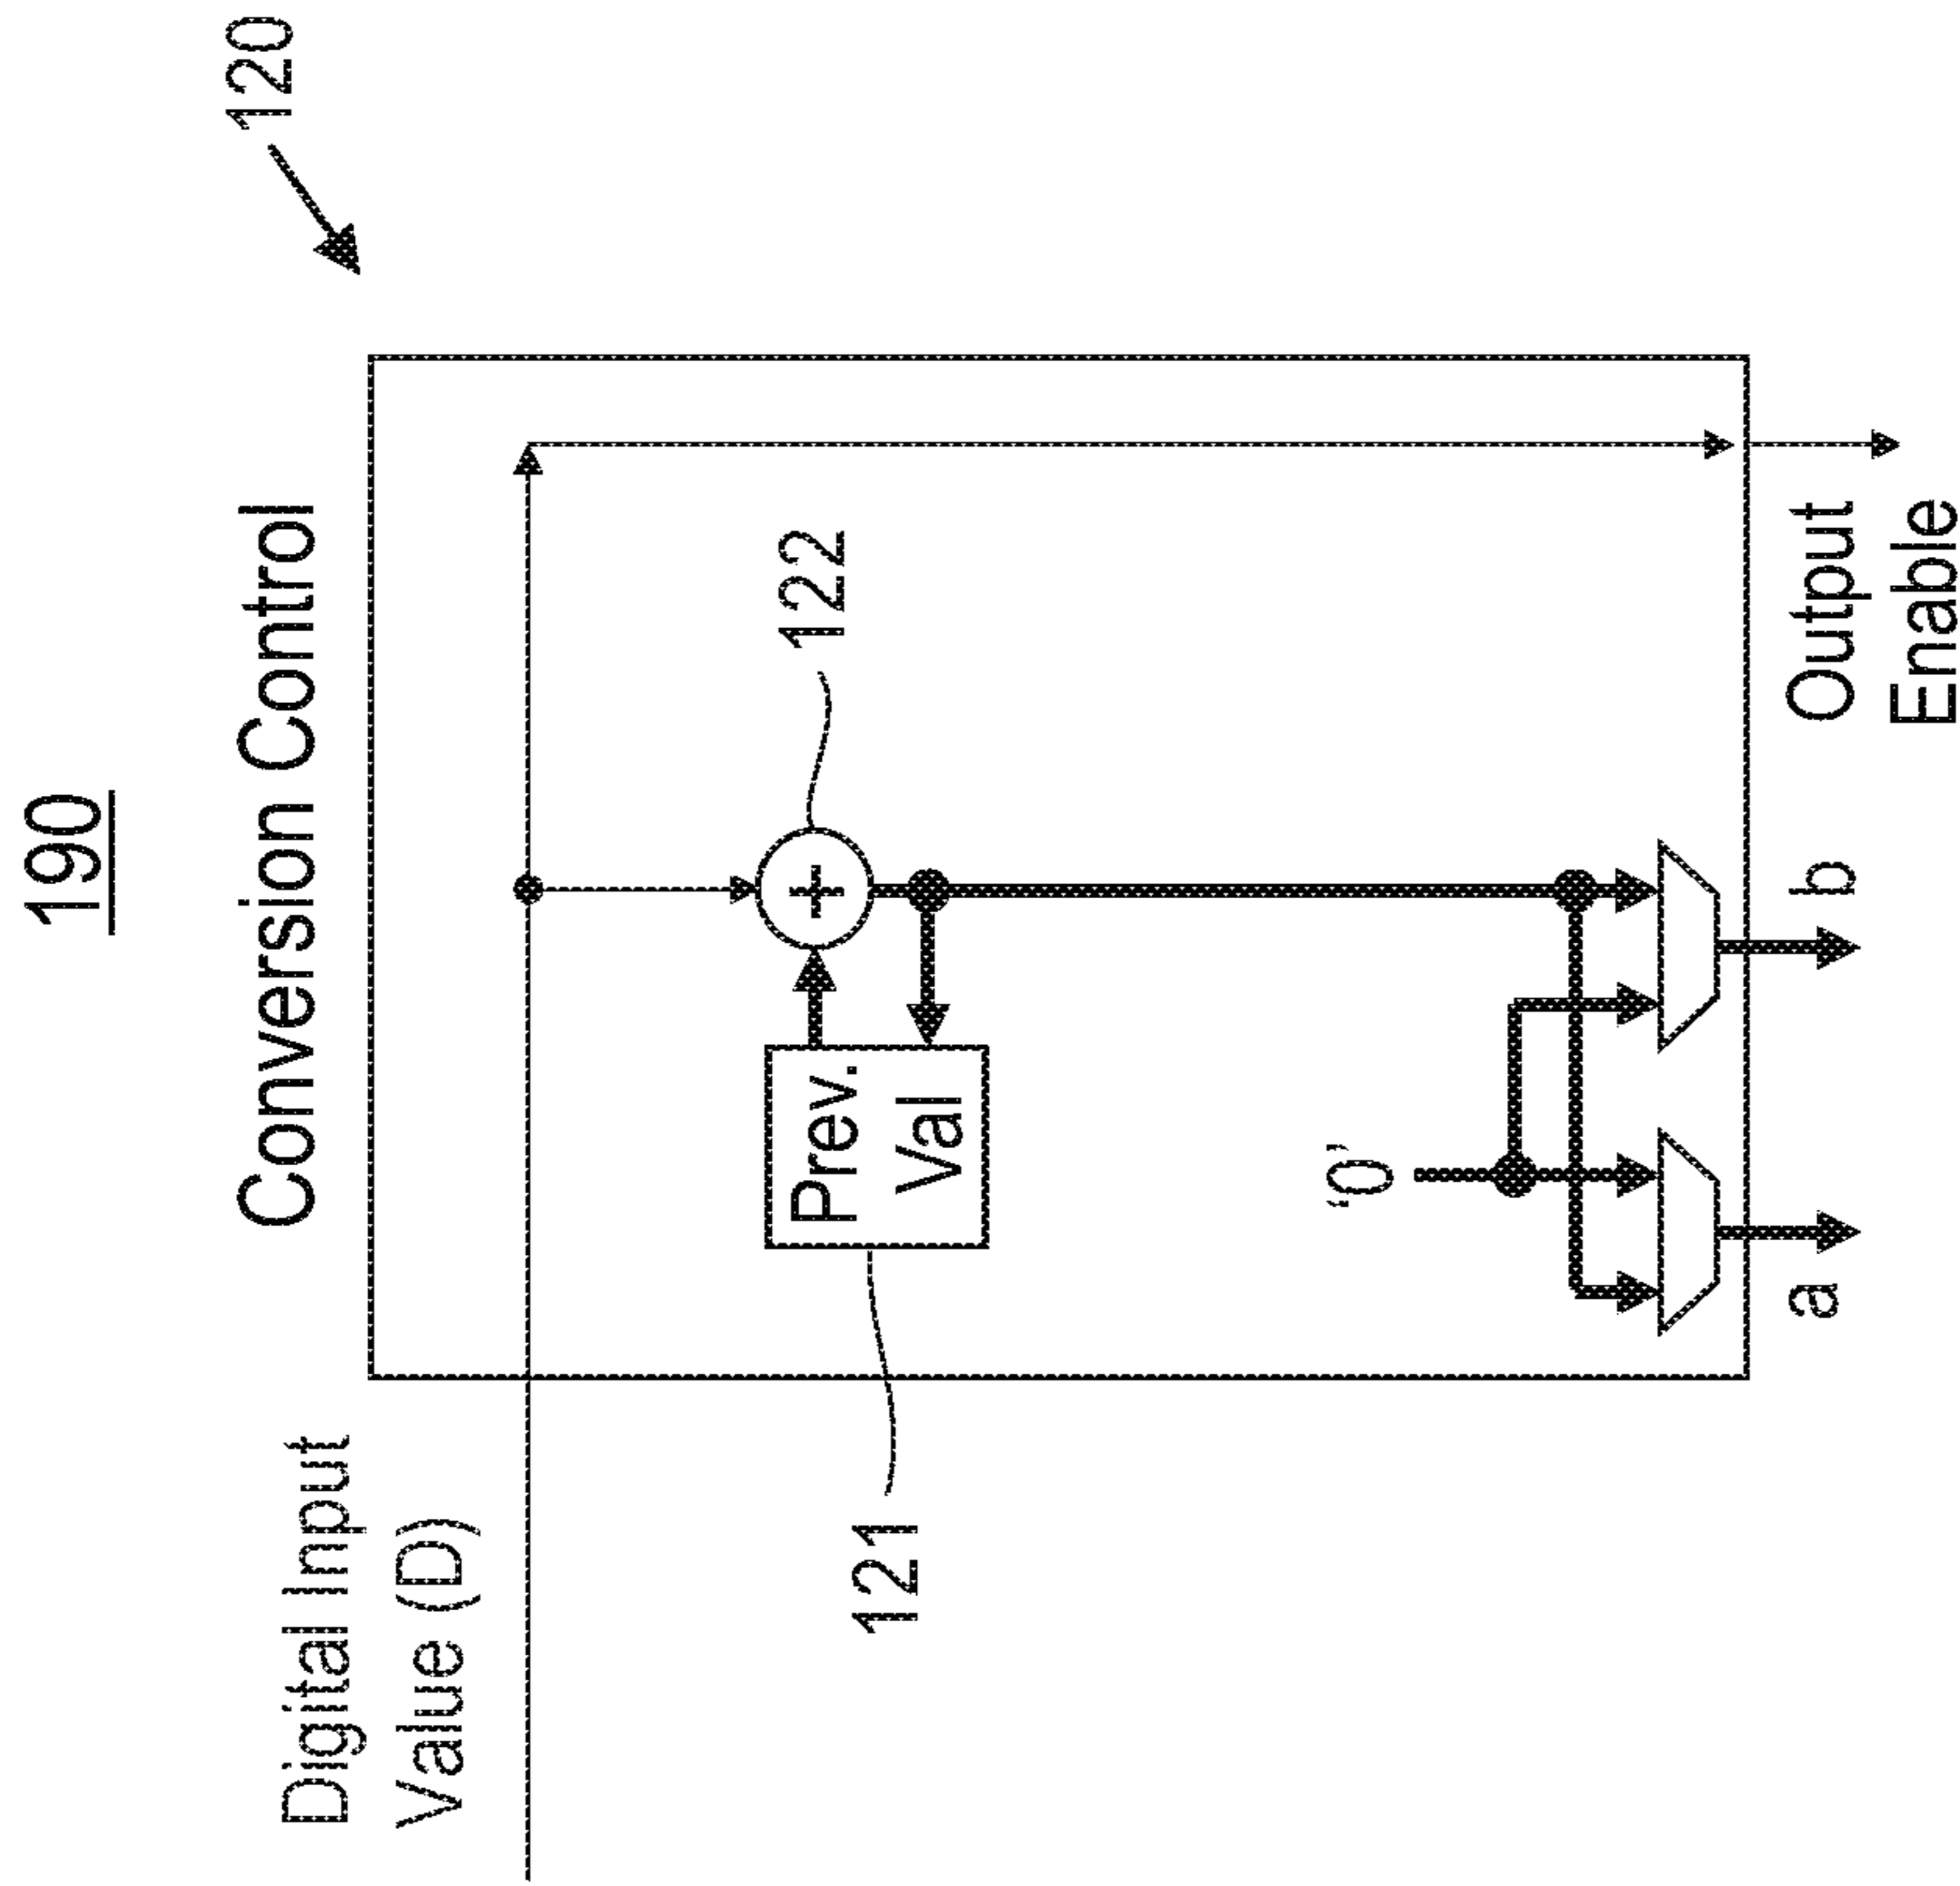 190
Conversion Control
120
Digital Input
Value (D)
122
+
Prev.
Val
121
‘0’
a
b
Output
Enable